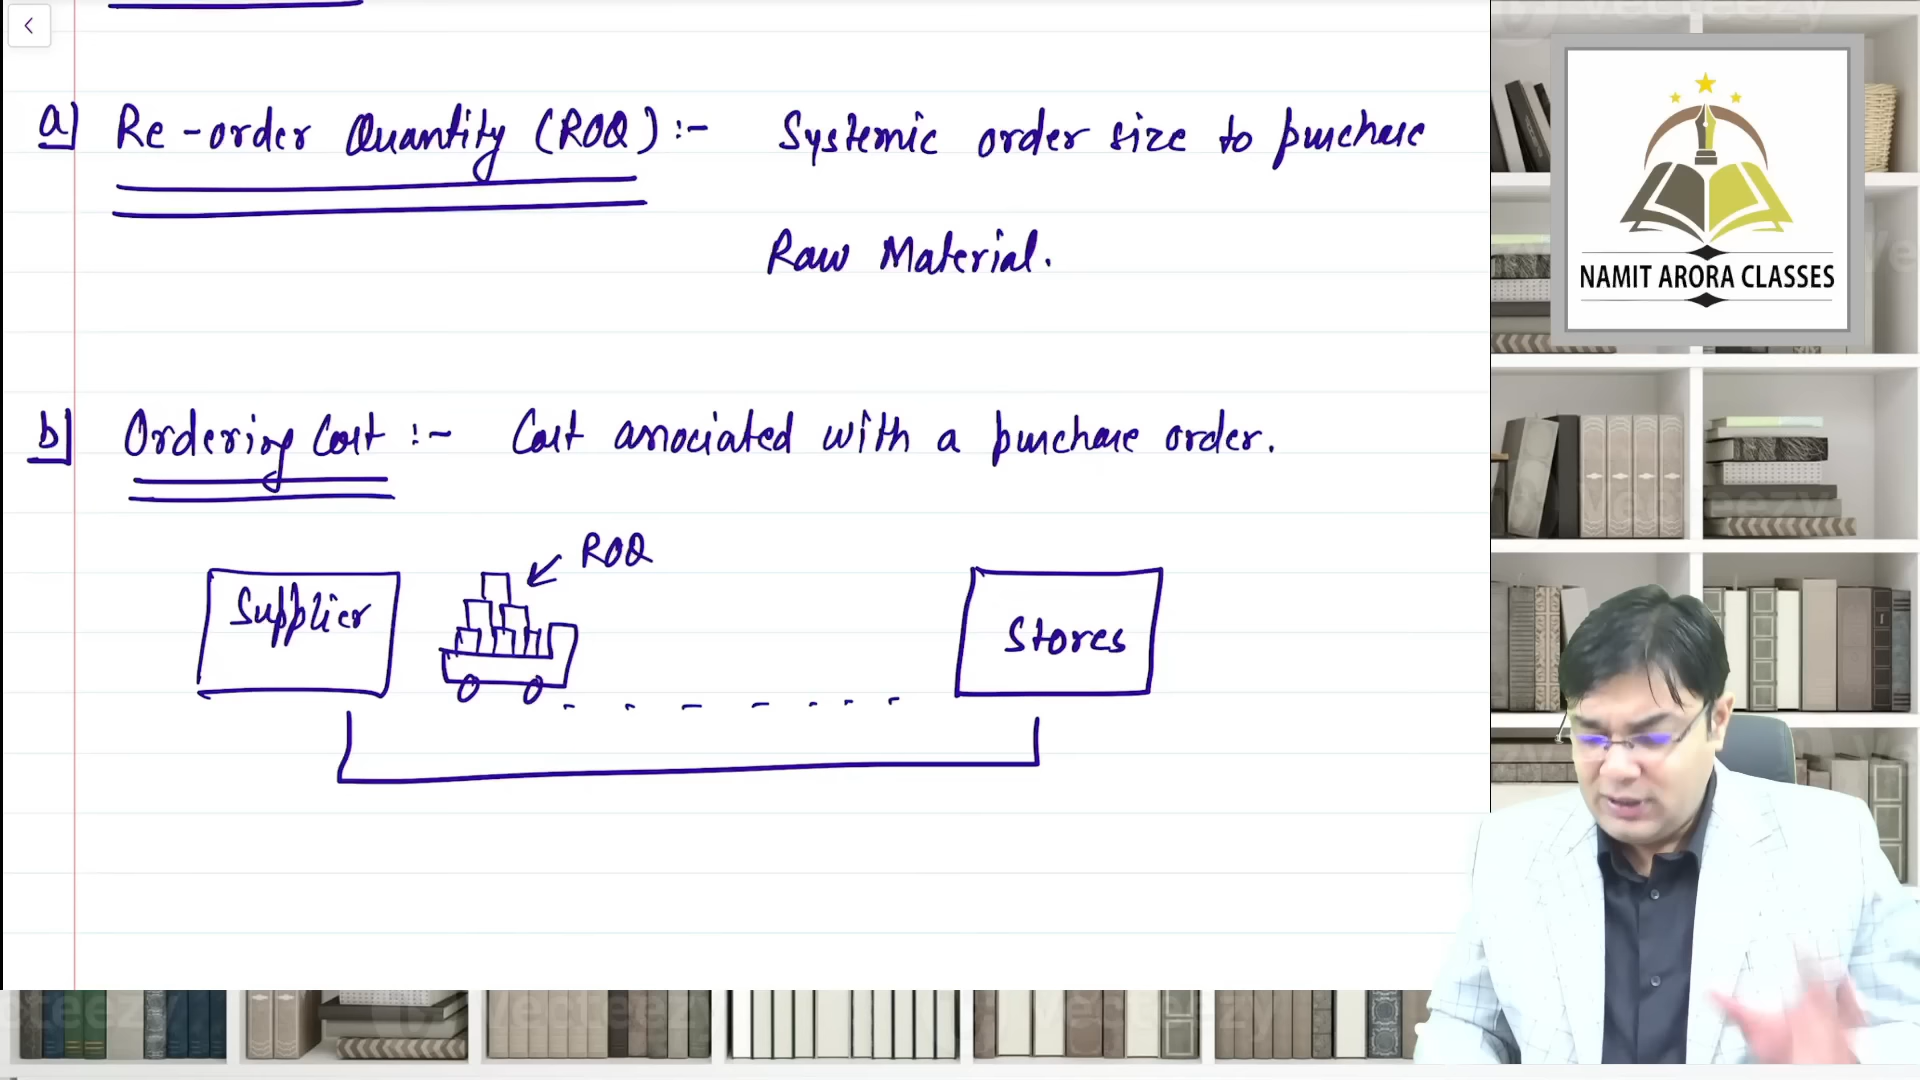 a] Re-order Quantity (ROQ) :- Systemic order size to purchase
Raw Material.
b] Ordering Cost :- Cost associated with a purchase order.
ROQ
Supplier
Stores
NAMIT ARORA CLASSES